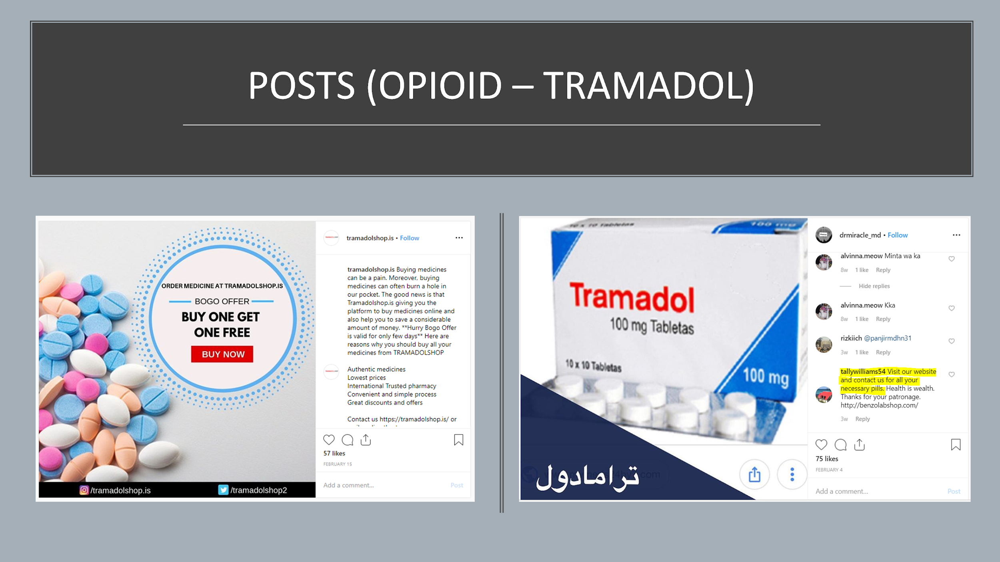 POSTS (OPIOID – TRAMADOL)
ORDER MEDICINE AT TRAMADOLSHOP.IS
BOGO OFFER
BUY ONE GET
ONE FREE
BUY NOW
/tramadolshop.is
/tramadolshop2
tramadolshop.is • Follow
tramadolshop.is Buying medicines
can be a pain. Moreover, buying
medicines can often burn a hole in
our pocket. The good news is that
Tramadolshop.is giving you the
platform to buy medicines online and
also help you to save a considerable
amount of money. **Hurry Bogo Offer
is valid for only few days** Here are
reasons why you should buy all your
medicines from TRAMADOLSHOP
Authentic medicines
Lowest prices
International Trusted pharmacy
Convenient and simple process
Great discounts and offers
Contact us https://tramadolshop.is/ or
57 likes
FEBRUARY 15
Add a comment... Post
10 x 10 Tabletas
100 mg
Tramadol
100 mg Tabletas
10 x 10 Tabletas
100 mg
ترامادول
drmiracle_md • Follow
alvinna.meow Minta wa ka
8w 1 like Reply
Hide replies
alvinna.meow Kka
8w 1 like Reply
rizkiich @panjirmdhn31
3w 1 like Reply
tallywilliams54 Visit our website
and contact us for all your
necessary pills. Health is wealth.
Thanks for your patronage.
http://benzolabshop.com/
3w Reply
75 likes
FEBRUARY 4
Add a comment... Post